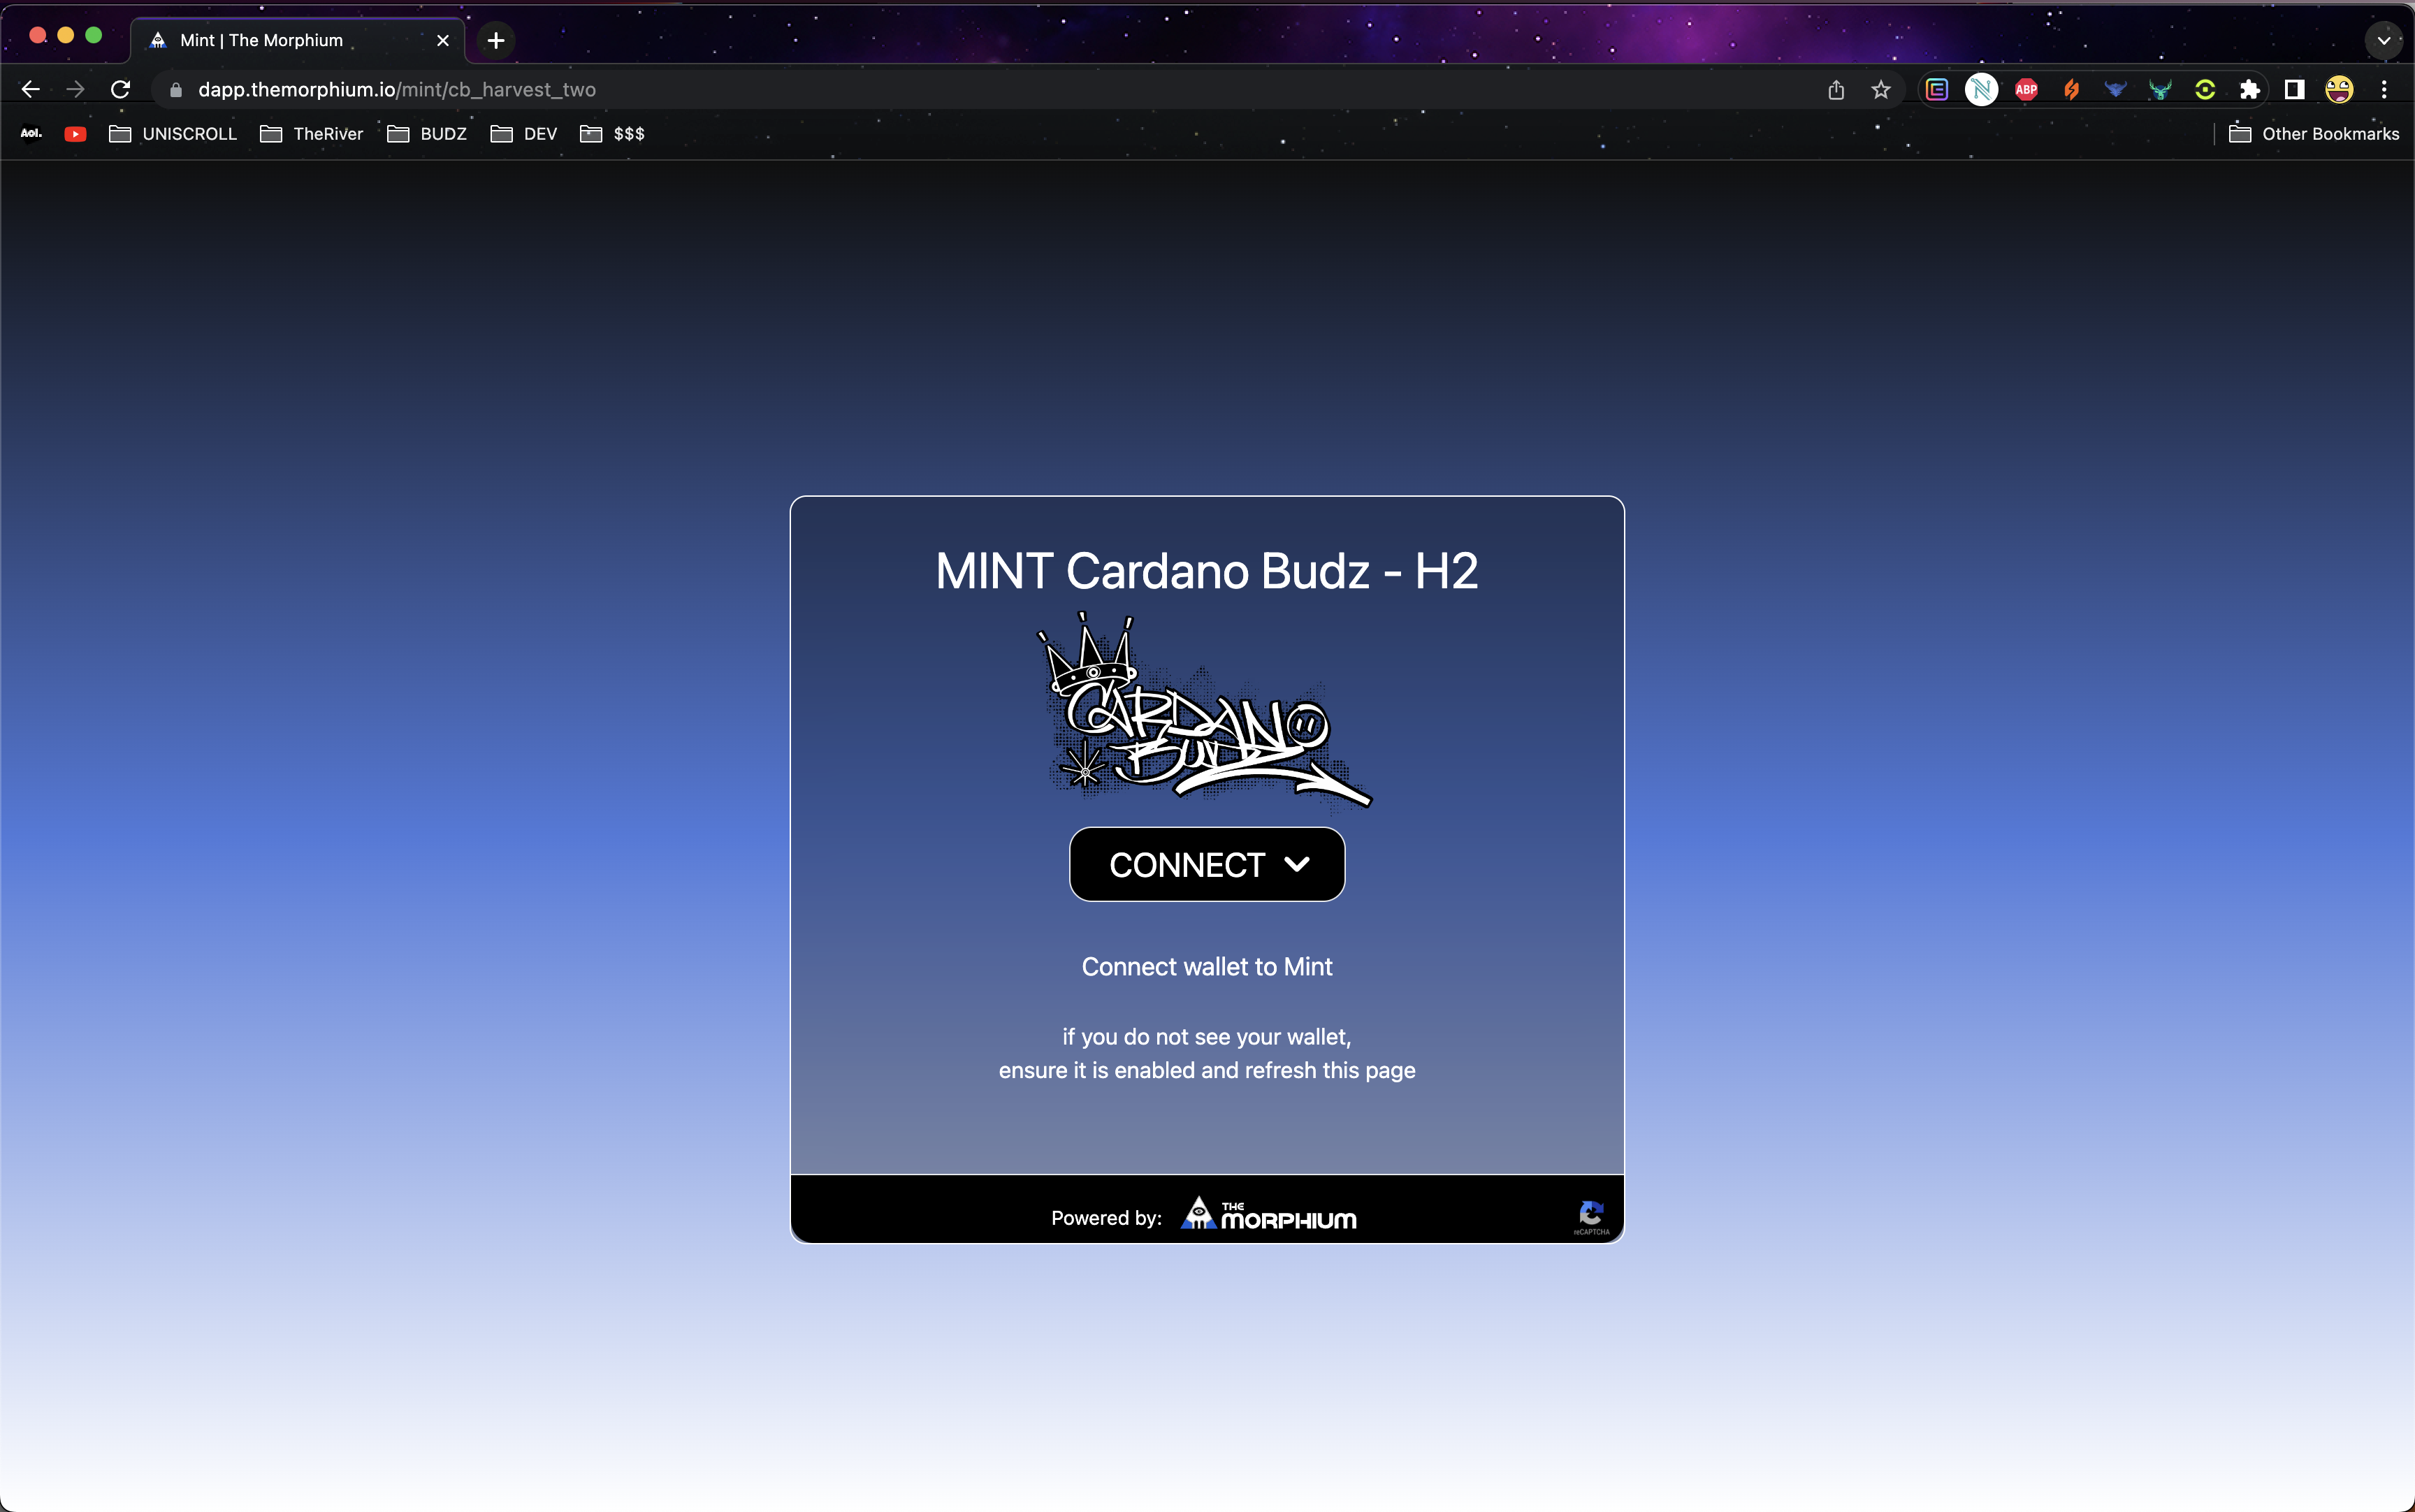 Mint | The Morphium
dapp.themorphium.io/mint/cb_harvest_two
ABP
Aol.
UNISCROLL
TheRiver
BUDZ
DEV
$$$
Other Bookmarks
MINT Cardano Budz - H2
CARDANO
BUDZ
CONNECT
Connect wallet to Mint
if you do not see your wallet,
ensure it is enabled and refresh this page
Powered by:
THE
MORPHIUM
reCAPTCHA